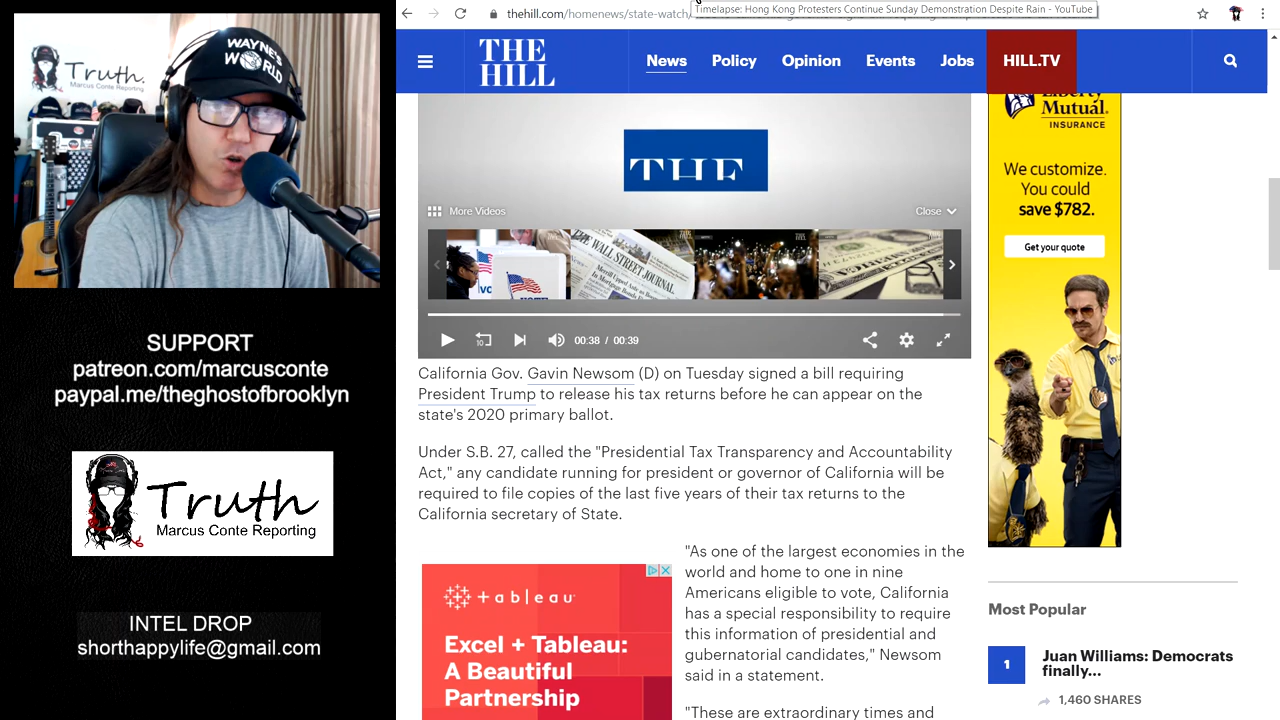 Truth.
Marcus Conte Reporting
WAYNE'S
WORLD
SUPPORT
patreon.com/marcusconte
paypal.me/theghostofbrooklyn
Truth
Marcus Conte Reporting
INTEL DROP
shorthappylife@gmail.com
thehill.com/homenews/state-watch/
Timelapse: Hong Kong Protesters Continue Sunday Demonstration Despite Rain - YouTube
THE
HILL
News
Policy
Opinion
Events
Jobs
HILL.TV
THE
More Videos
Close
VOTE
THE WALL STREET JOURNAL.
10
00:38 / 00:39
California Gov. Gavin Newsom (D) on Tuesday signed a bill requiring
President Trump to release his tax returns before he can appear on the
state's 2020 primary ballot.
Under S.B. 27, called the "Presidential Tax Transparency and Accountability
Act," any candidate running for president or governor of California will be
required to file copies of the last five years of their tax returns to the
California secretary of State.
"As one of the largest economies in the
world and home to one in nine
Americans eligible to vote, California
has a special responsibility to require
this information of presidential and
gubernatorial candidates," Newsom
said in a statement.
"These are extraordinary times and
+ableau
Excel + Tableau:
A Beautiful
Partnership
Liberty
Mutual.
INSURANCE
We customize.
You could
save $782.
Get your quote
Most Popular
1
Juan Williams: Democrats
finally...
1,460 SHARES